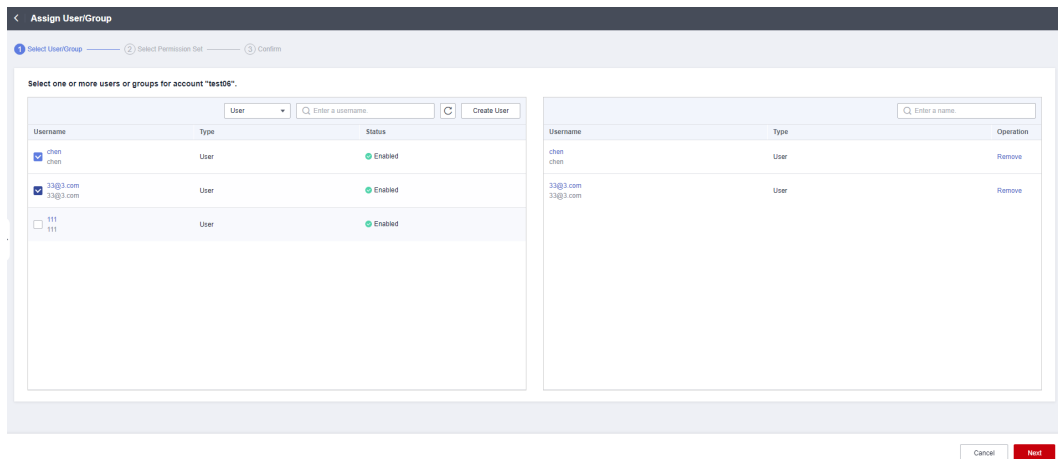 Assign User/Group
1 Select User/Group 2 Select Permission Set 3 Confirm
Select one or more users or groups for account "test06".
User Enter a username. Create User
Username Type Status
chen
chen
User Enabled
33@3.com
33@3.com
User Enabled
111
111
User Enabled
Enter a name.
Username Type Operation
chen
chen
User Remove
33@3.com
33@3.com
User Remove
Cancel Next